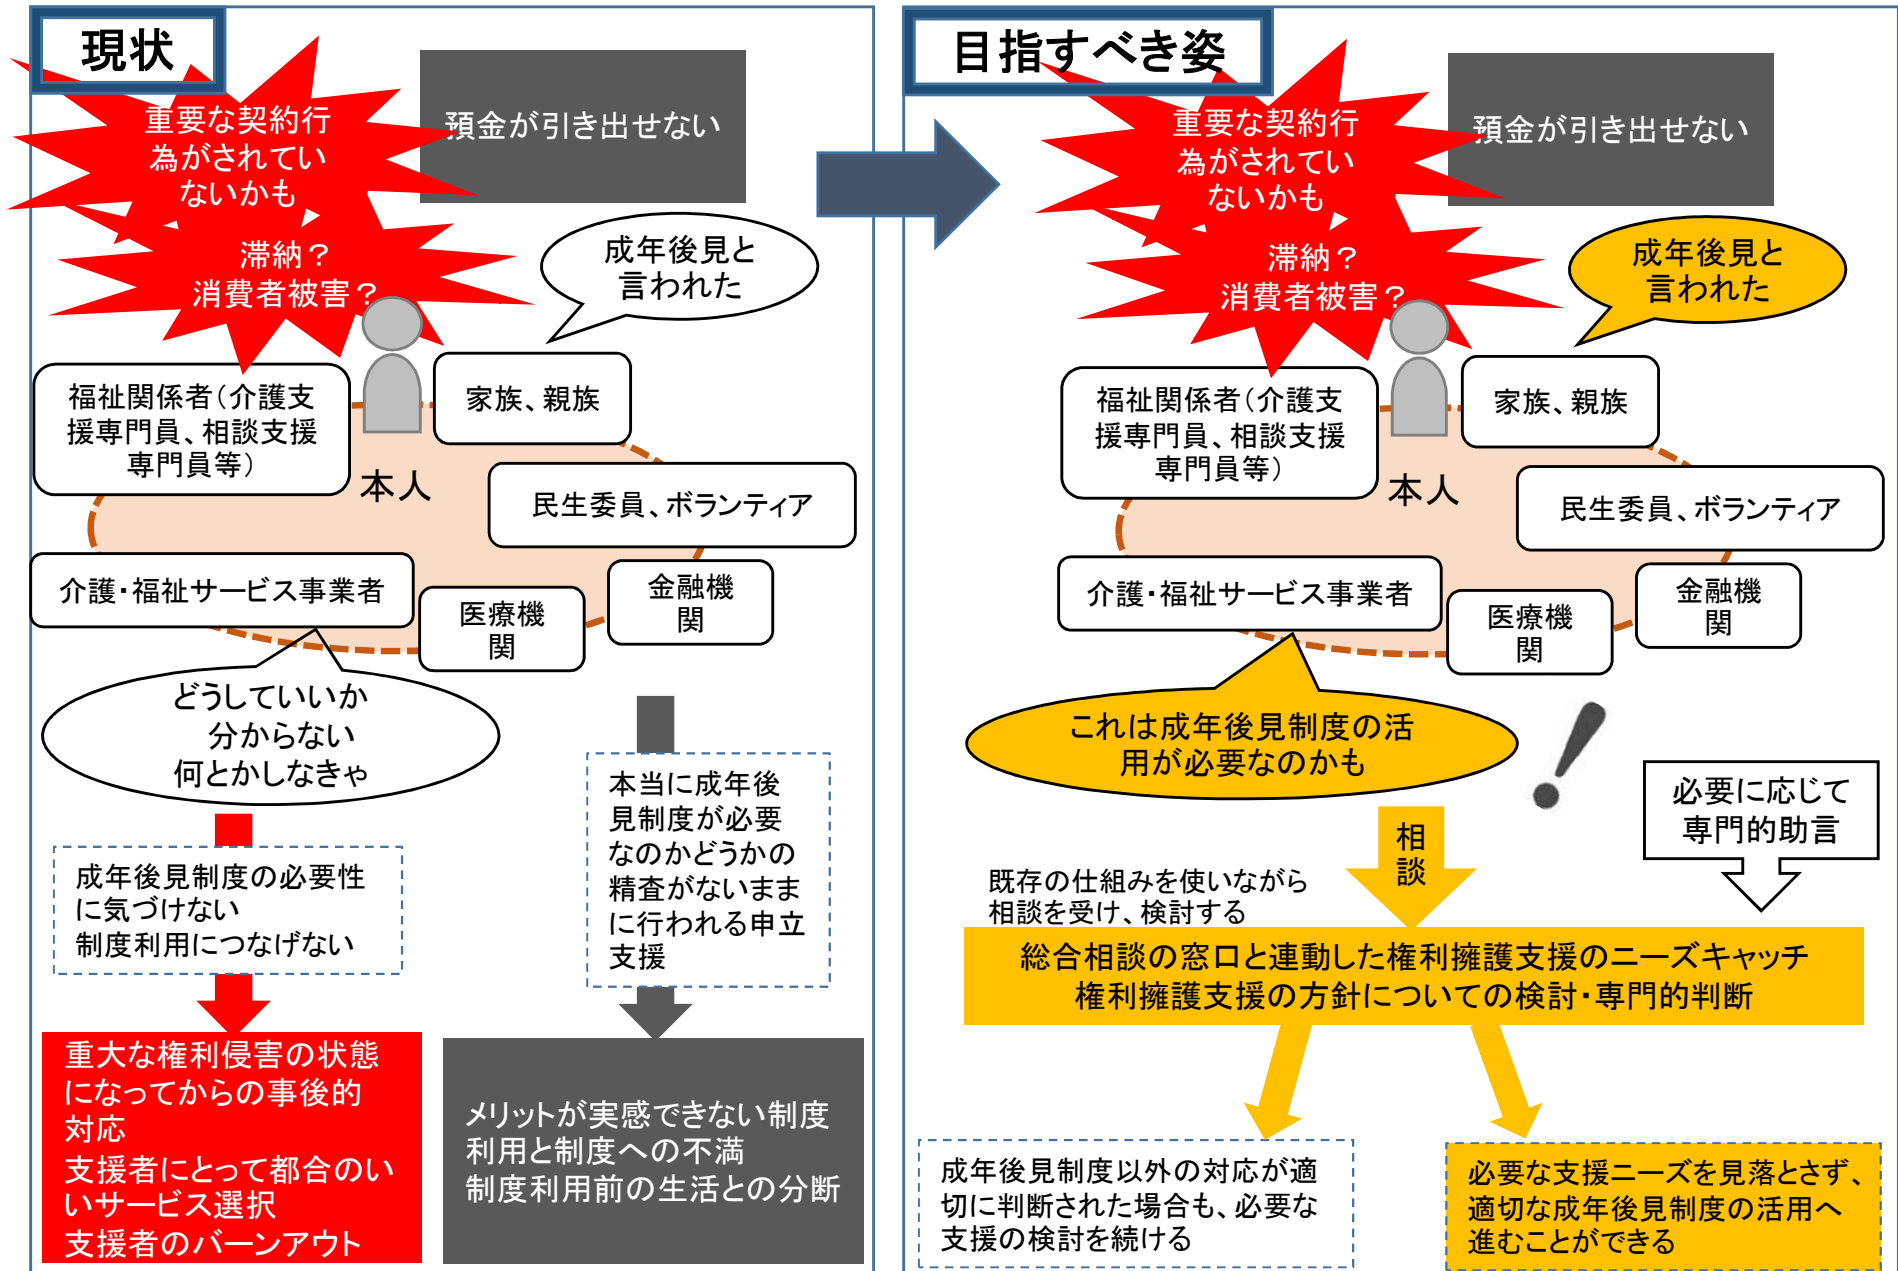 現状
重要な契約行
為がされてい
ないかも
預金が引き出せない
滞納？
消費者被害？
成年後見と
言われた
福祉関係者（介護支
援専門員、相談支援
専門員等）
家族、親族
本人
民生委員、ボランティア
介護・福祉サービス事業者
医療機
関
金融機
関
どうしていいか
分からない
何とかしなきゃ
成年後見制度の必要性
に気づけない
制度利用につなげない
本当に成年後
見制度が必要
なのかどうかの
精査がないまま
に行われる申立
支援
重大な権利侵害の状態
になってからの事後的
対応
支援者にとって都合のい
いサービス選択
支援者のバーンアウト
メリットが実感できない制度
利用と制度への不満
制度利用前の生活との分断
目指すべき姿
重要な契約行
為がされてい
ないかも
預金が引き出せない
滞納？
消費者被害？
成年後見と
言われた
福祉関係者（介護支
援専門員、相談支援
専門員等）
家族、親族
本人
民生委員、ボランティア
介護・福祉サービス事業者
医療機
関
金融機
関
これは成年後見制度の活
用が必要なのかも
相
談
必要に応じて
専門的助言
既存の仕組みを使いながら
相談を受け、検討する
総合相談の窓口と連動した権利擁護支援のニーズキャッチ
権利擁護支援の方針についての検討・専門的判断
成年後見制度以外の対応が適
切に判断された場合も、必要な
支援の検討を続ける
必要な支援ニーズを見落とさず、
適切な成年後見制度の活用へ
進むことができる